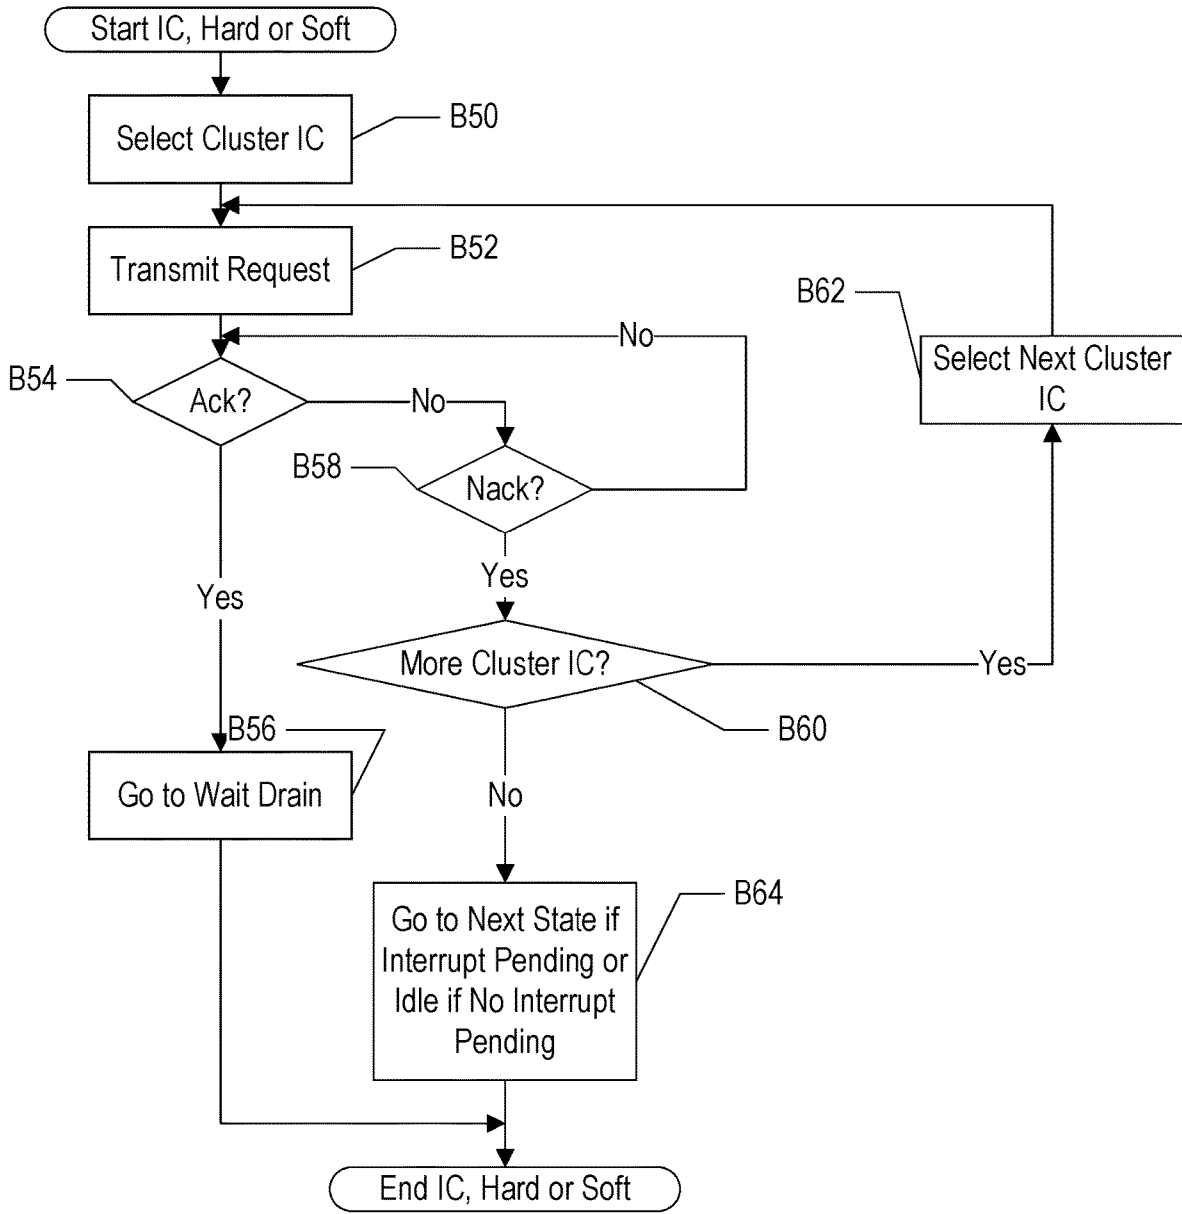 Start IC, Hard or Soft
B50
Select Cluster IC
B52
Transmit Request
B62
No
Select Next Cluster
IC
B54
Ack?
No
B58
Nack?
Yes
Yes
More Cluster IC?
Yes
B56
B60
Go to Wait Drain
No
B64
Go to Next State if
Interrupt Pending or
Idle if No Interrupt
Pending
End IC, Hard or Soft